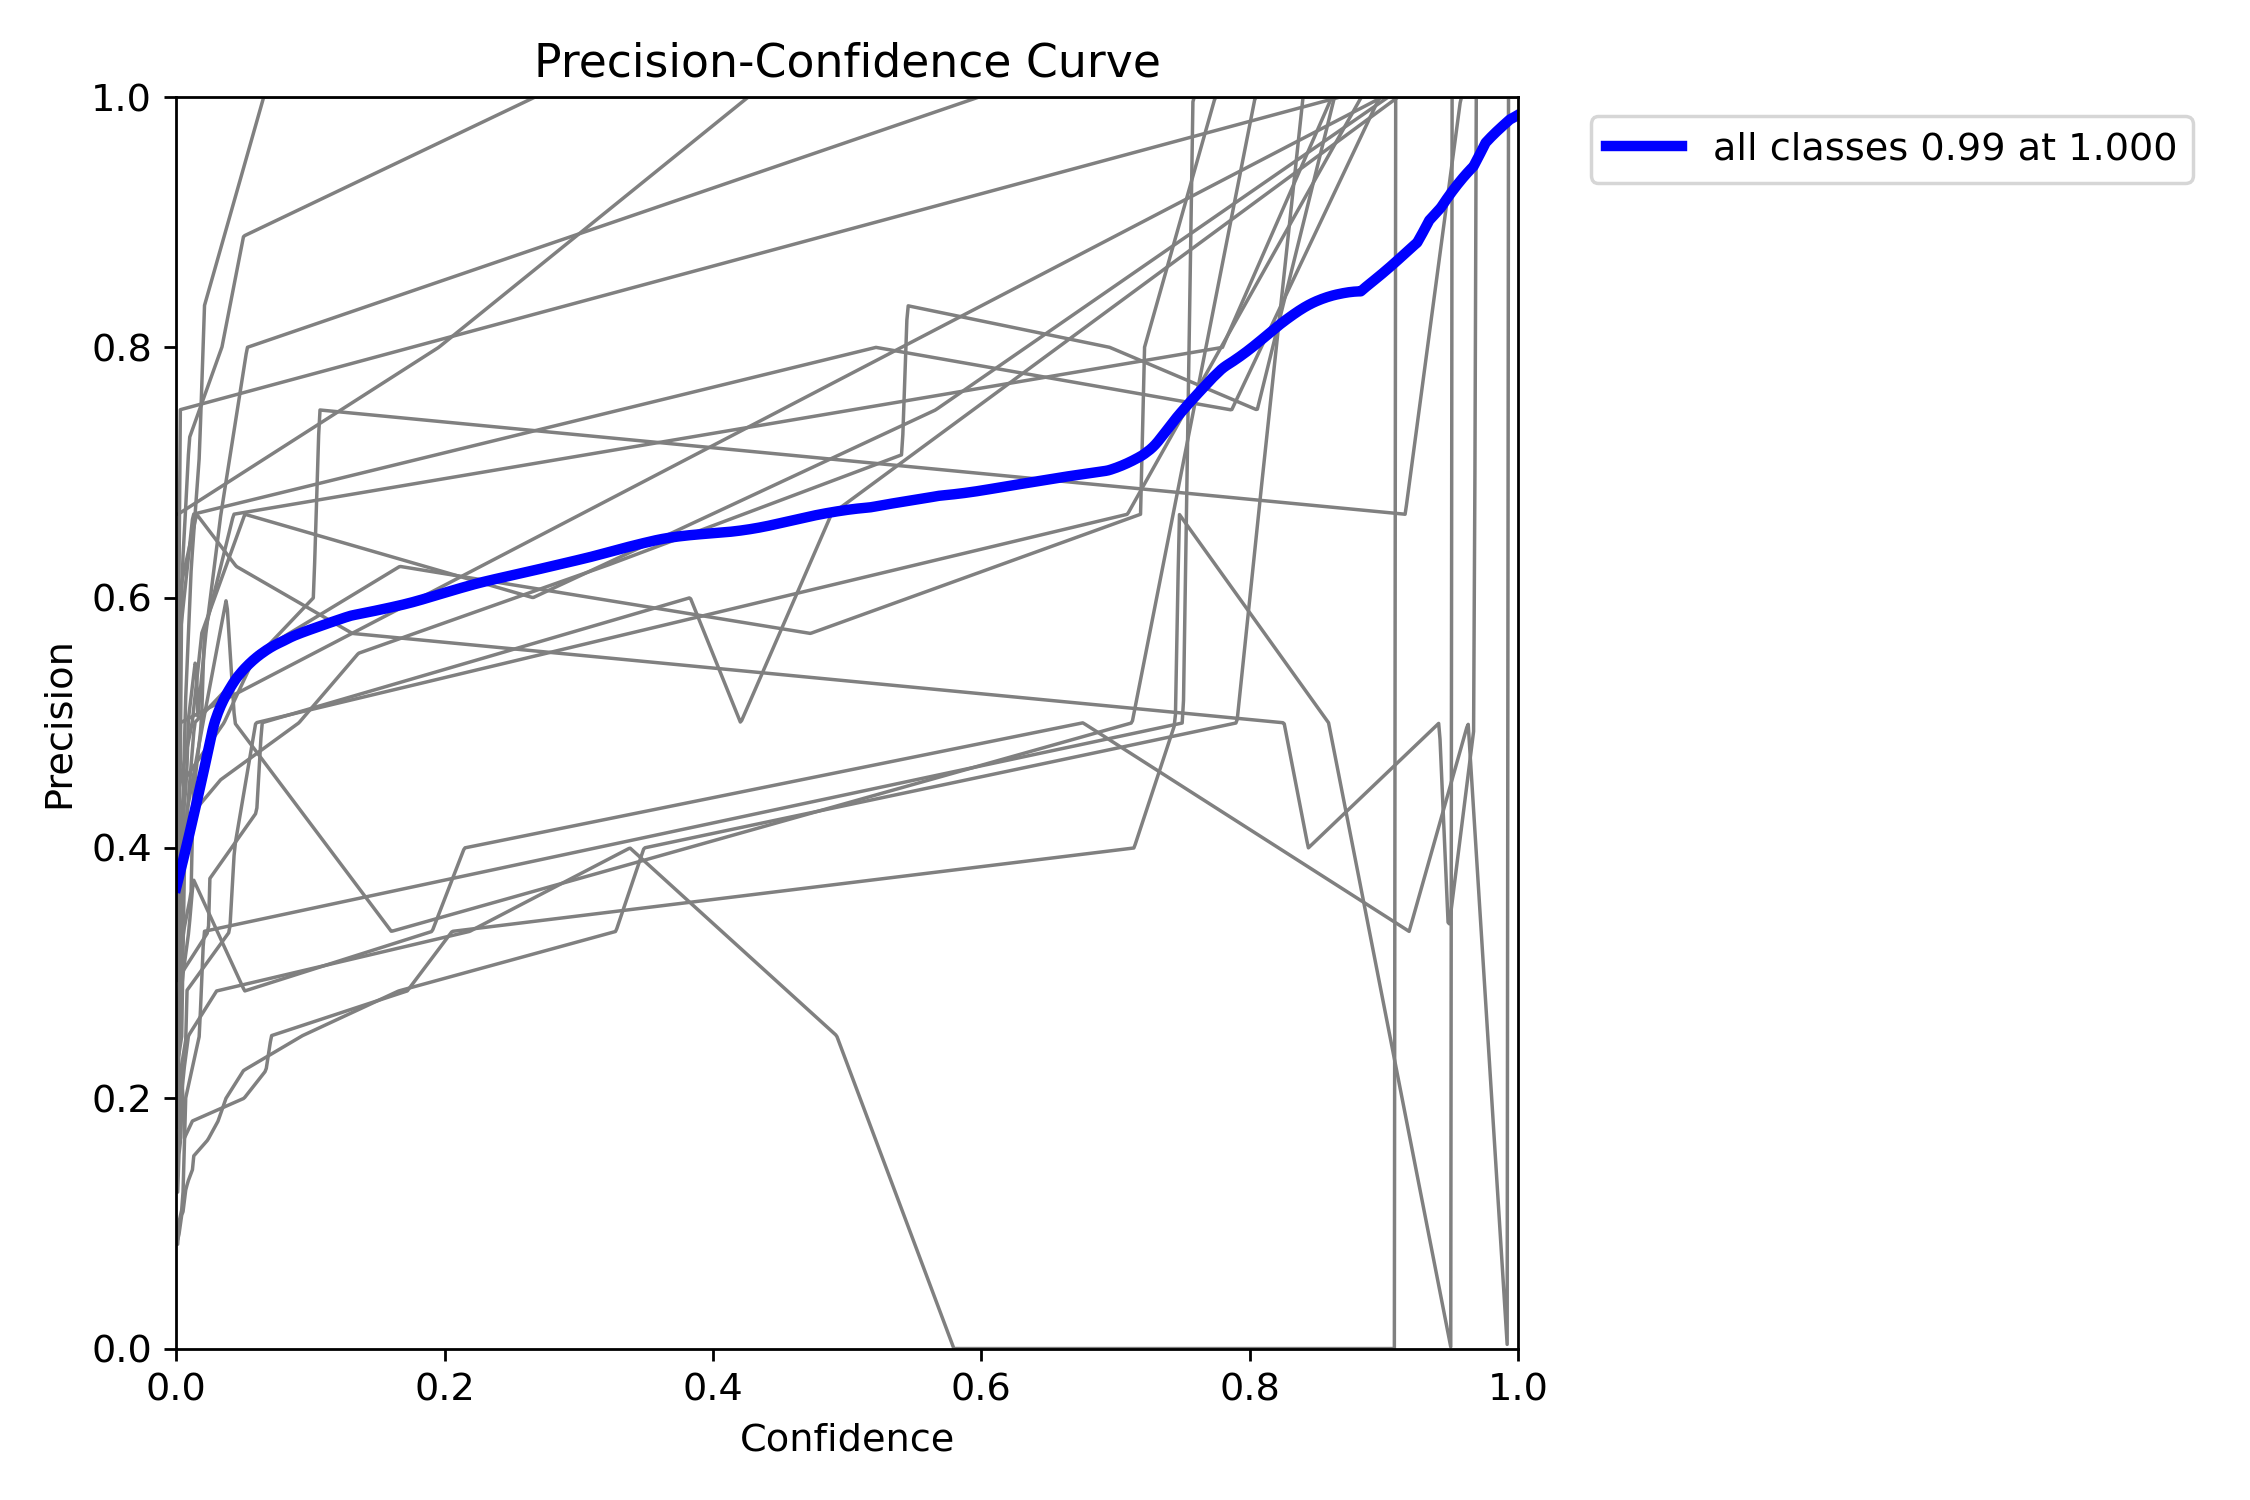 Precision-Confidence Curve
all classes 0.99 at 1.000
Precision
1.0
0.8
0.6
0.4
0.2
0.0
0.0 0.2 0.4 0.6 0.8 1.0
Confidence